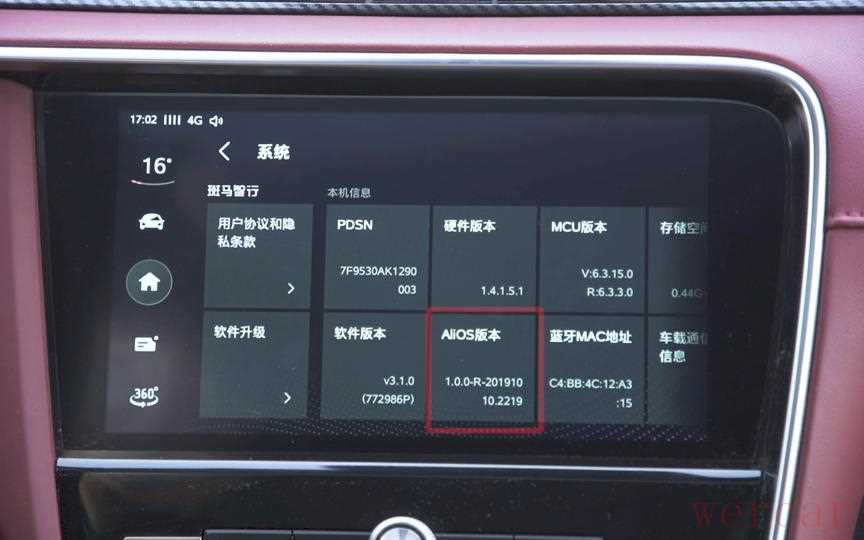 17:02 4G
16°
系统
斑马智行
本机信息
用户协议和隐
私条款
PDSN
7F9530AK1290
003
硬件版本
1.4.1.5.1
MCU版本
V:6.3.15.0
R:6.3.3.0
存储空间
0.44G
软件升级
软件版本
v3.1.0
(772986P)
AliOS版本
1.0.0-R-201910
10.2219
蓝牙MAC地址
C4:BB:4C:12:A3
:15
车载通信
信息
360°
wercar